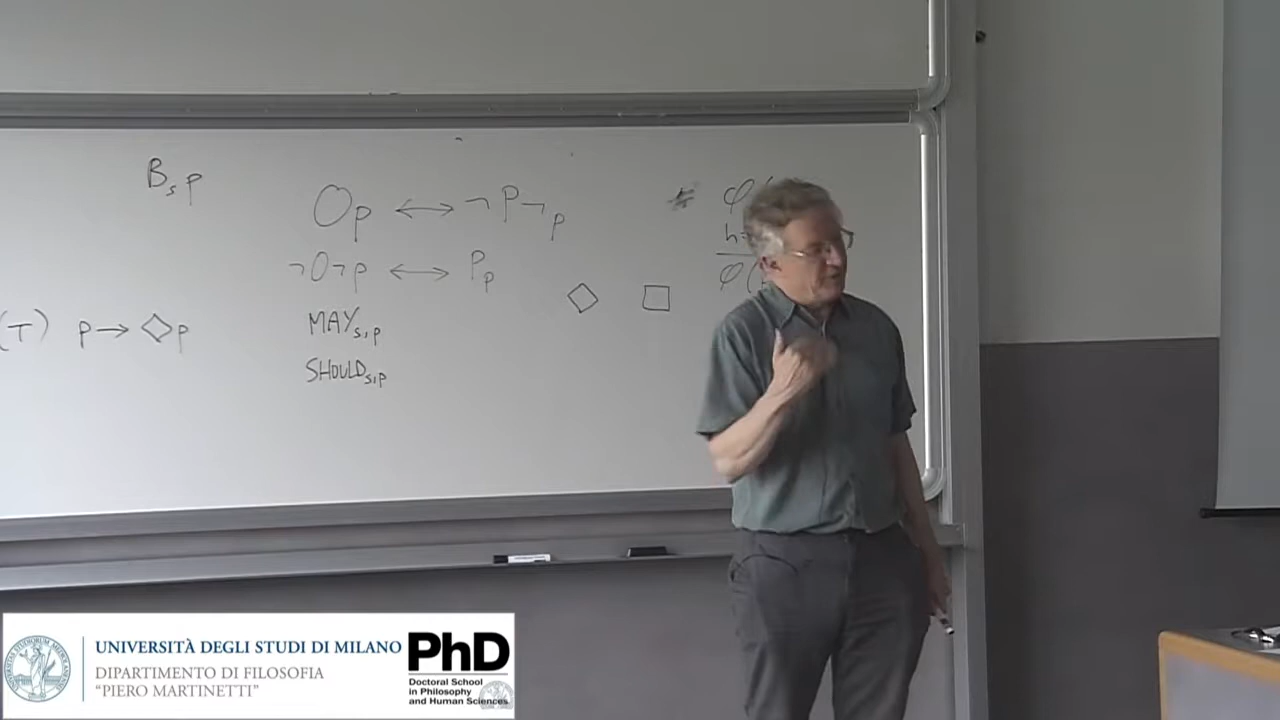 B_s p
Op ↔ ¬P¬p
¬O¬p ↔ Pp
(T) p → ◇p
MAY_s,p
SHOULD_s,p
◇ □
φ(
h=
φ(
UNIVERSITÀ DEGLI STUDI DI MILANO
DIPARTIMENTO DI FILOSOFIA
"PIERO MARTINETTI"
PhD
Doctoral School
in Philosophy
and Human Sciences